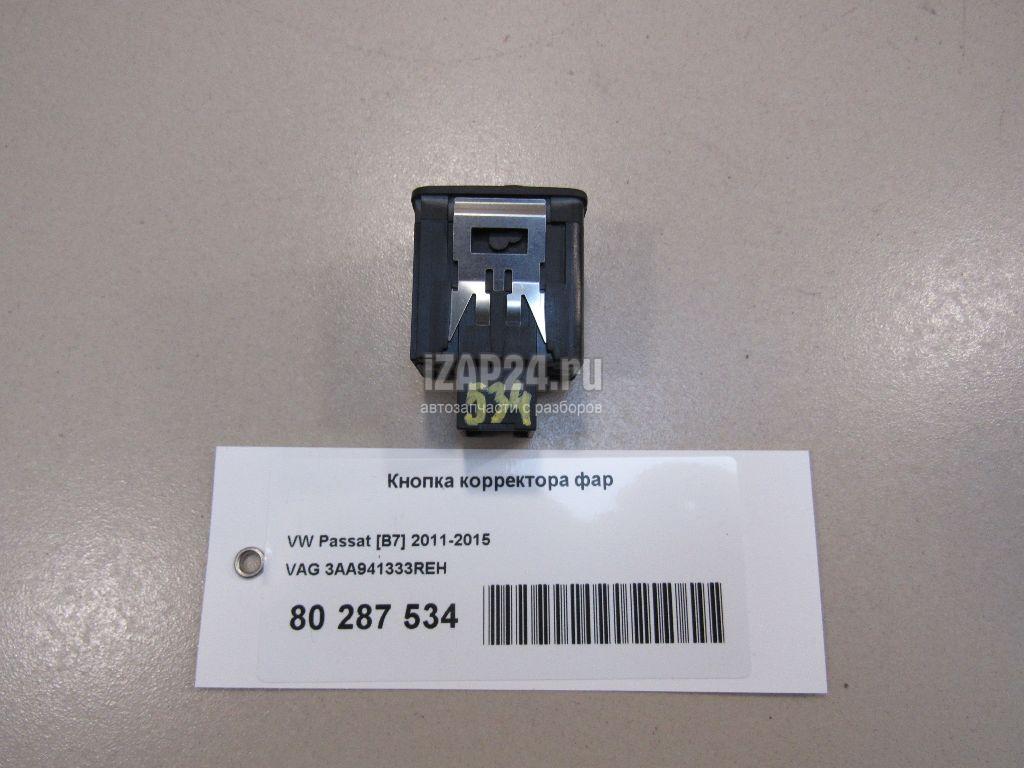 iZAP24.ru
534
автозапчасти с разборов
Кнопка корректора фар
VW Passat [B7] 2011-2015
VAG 3AA941333REH
80 287 534